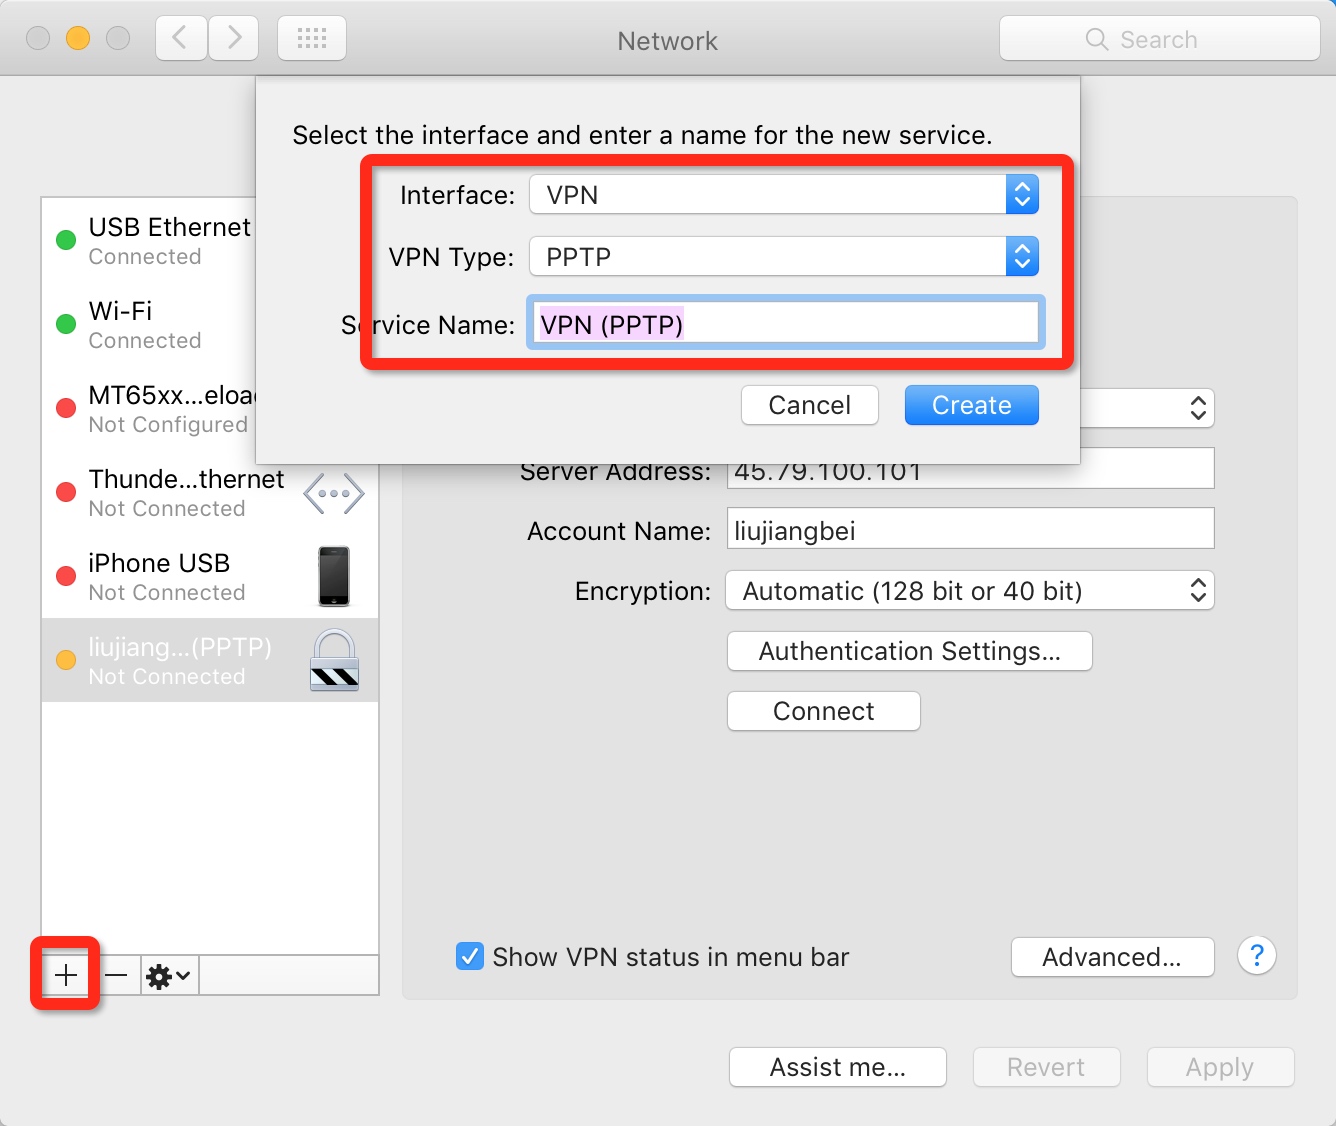 Network
Search
Select the interface and enter a name for the new service.
Interface: VPN
VPN Type: PPTP
Service Name: VPN (PPTP)
Cancel Create
USB Ethernet
Connected
Wi-Fi
Connected
MT65xx...eloa
Not Configured
Thunde...thernet
Not Connected
iPhone USB
Not Connected
liujiang...(PPTP)
Not Connected
Server Address: 45.79.100.101
Account Name: liujiangbei
Encryption: Automatic (128 bit or 40 bit)
Authentication Settings...
Connect
Show VPN status in menu bar
Advanced... ?
Assist me... Revert Apply